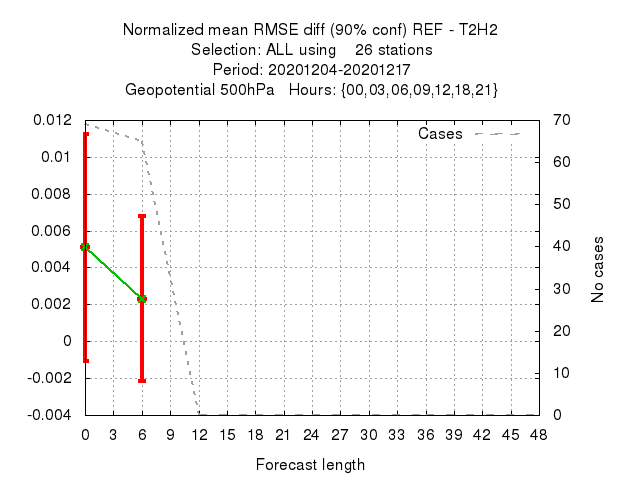 Normalized mean RMSE diff (90% conf) REF - T2H2
Selection: ALL using    26 stations
Period: 20201204-20201217
Geopotential 500hPa   Hours: {00,03,06,09,12,18,21}
0.012
0.01
0.008
0.006
0.004
0.002
0
-0.002
-0.004
Cases
70
60
50
40
30
20
10
0
No cases
0 3 6 9 12 15 18 21 24 27 30 33 36 39 42 45 48
Forecast length